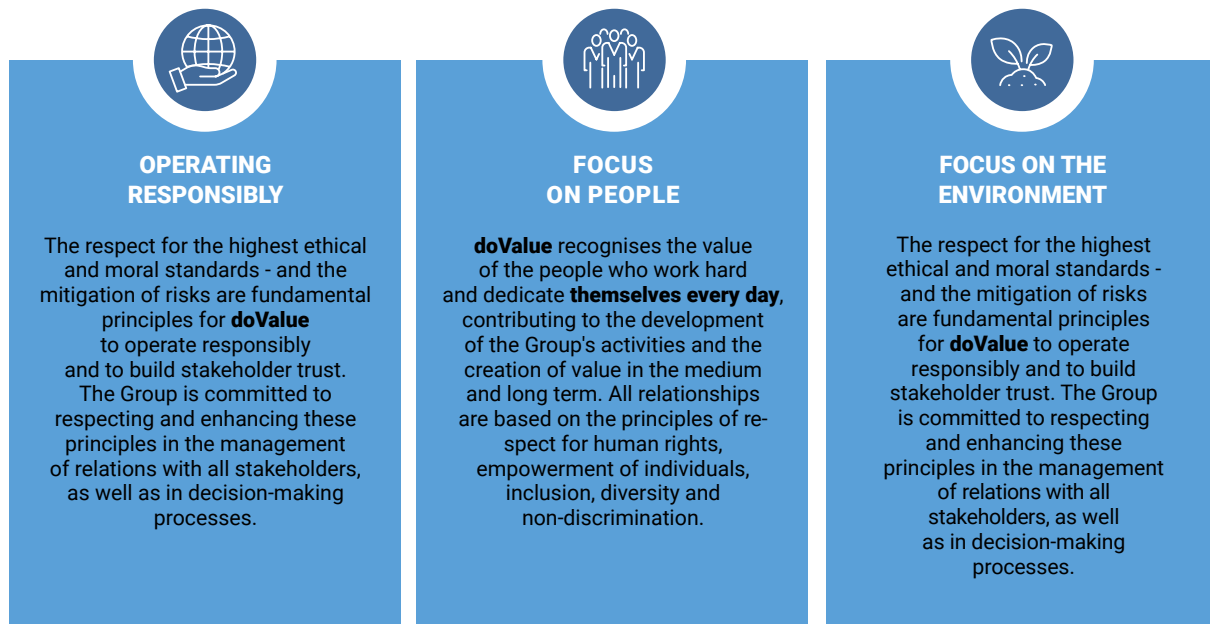 OPERATING
RESPONSIBLY
The respect for the highest ethical
and moral standards - and the
mitigation of risks are fundamental
principles for doValue
to operate responsibly
and to build stakeholder trust.
The Group is committed to
respecting and enhancing these
principles in the management
of relations with all stakeholders,
as well as in decision-making
processes.
FOCUS
ON PEOPLE
doValue recognises the value
of the people who work hard
and dedicate themselves every day,
contributing to the development
of the Group's activities and the
creation of value in the medium
and long term. All relationships
are based on the principles of re-
spect for human rights,
empowerment of individuals,
inclusion, diversity and
non-discrimination.
FOCUS ON THE
ENVIRONMENT
The respect for the highest
ethical and moral standards -
and the mitigation of risks
are fundamental principles
for doValue to operate
responsibly and to build
stakeholder trust. The Group
is committed to respecting
and enhancing these
principles in the management
of relations with all
stakeholders, as well
as in decision-making
processes.